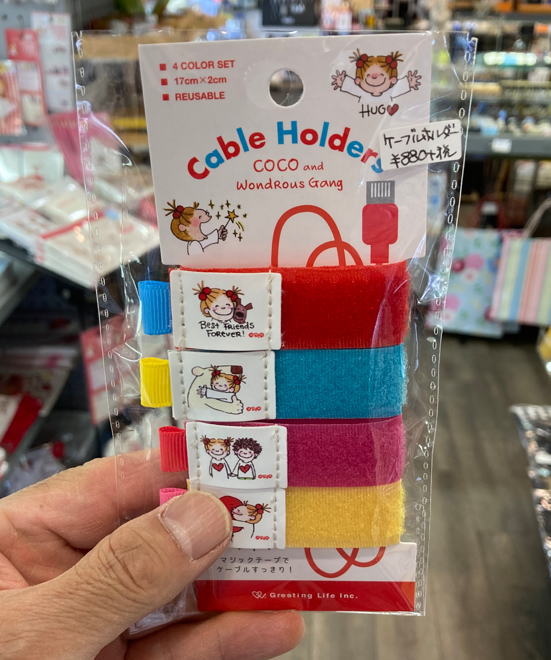 4 COLOR SET
17cm×2cm
REUSABLE
HUG
Cable Holders
COCO and
Wondrous Gang
ケーブルホルダー
¥880+税
Best Friends
Forever!
マジックテープで
ケーブルすっきり!
Greeting Life Inc.